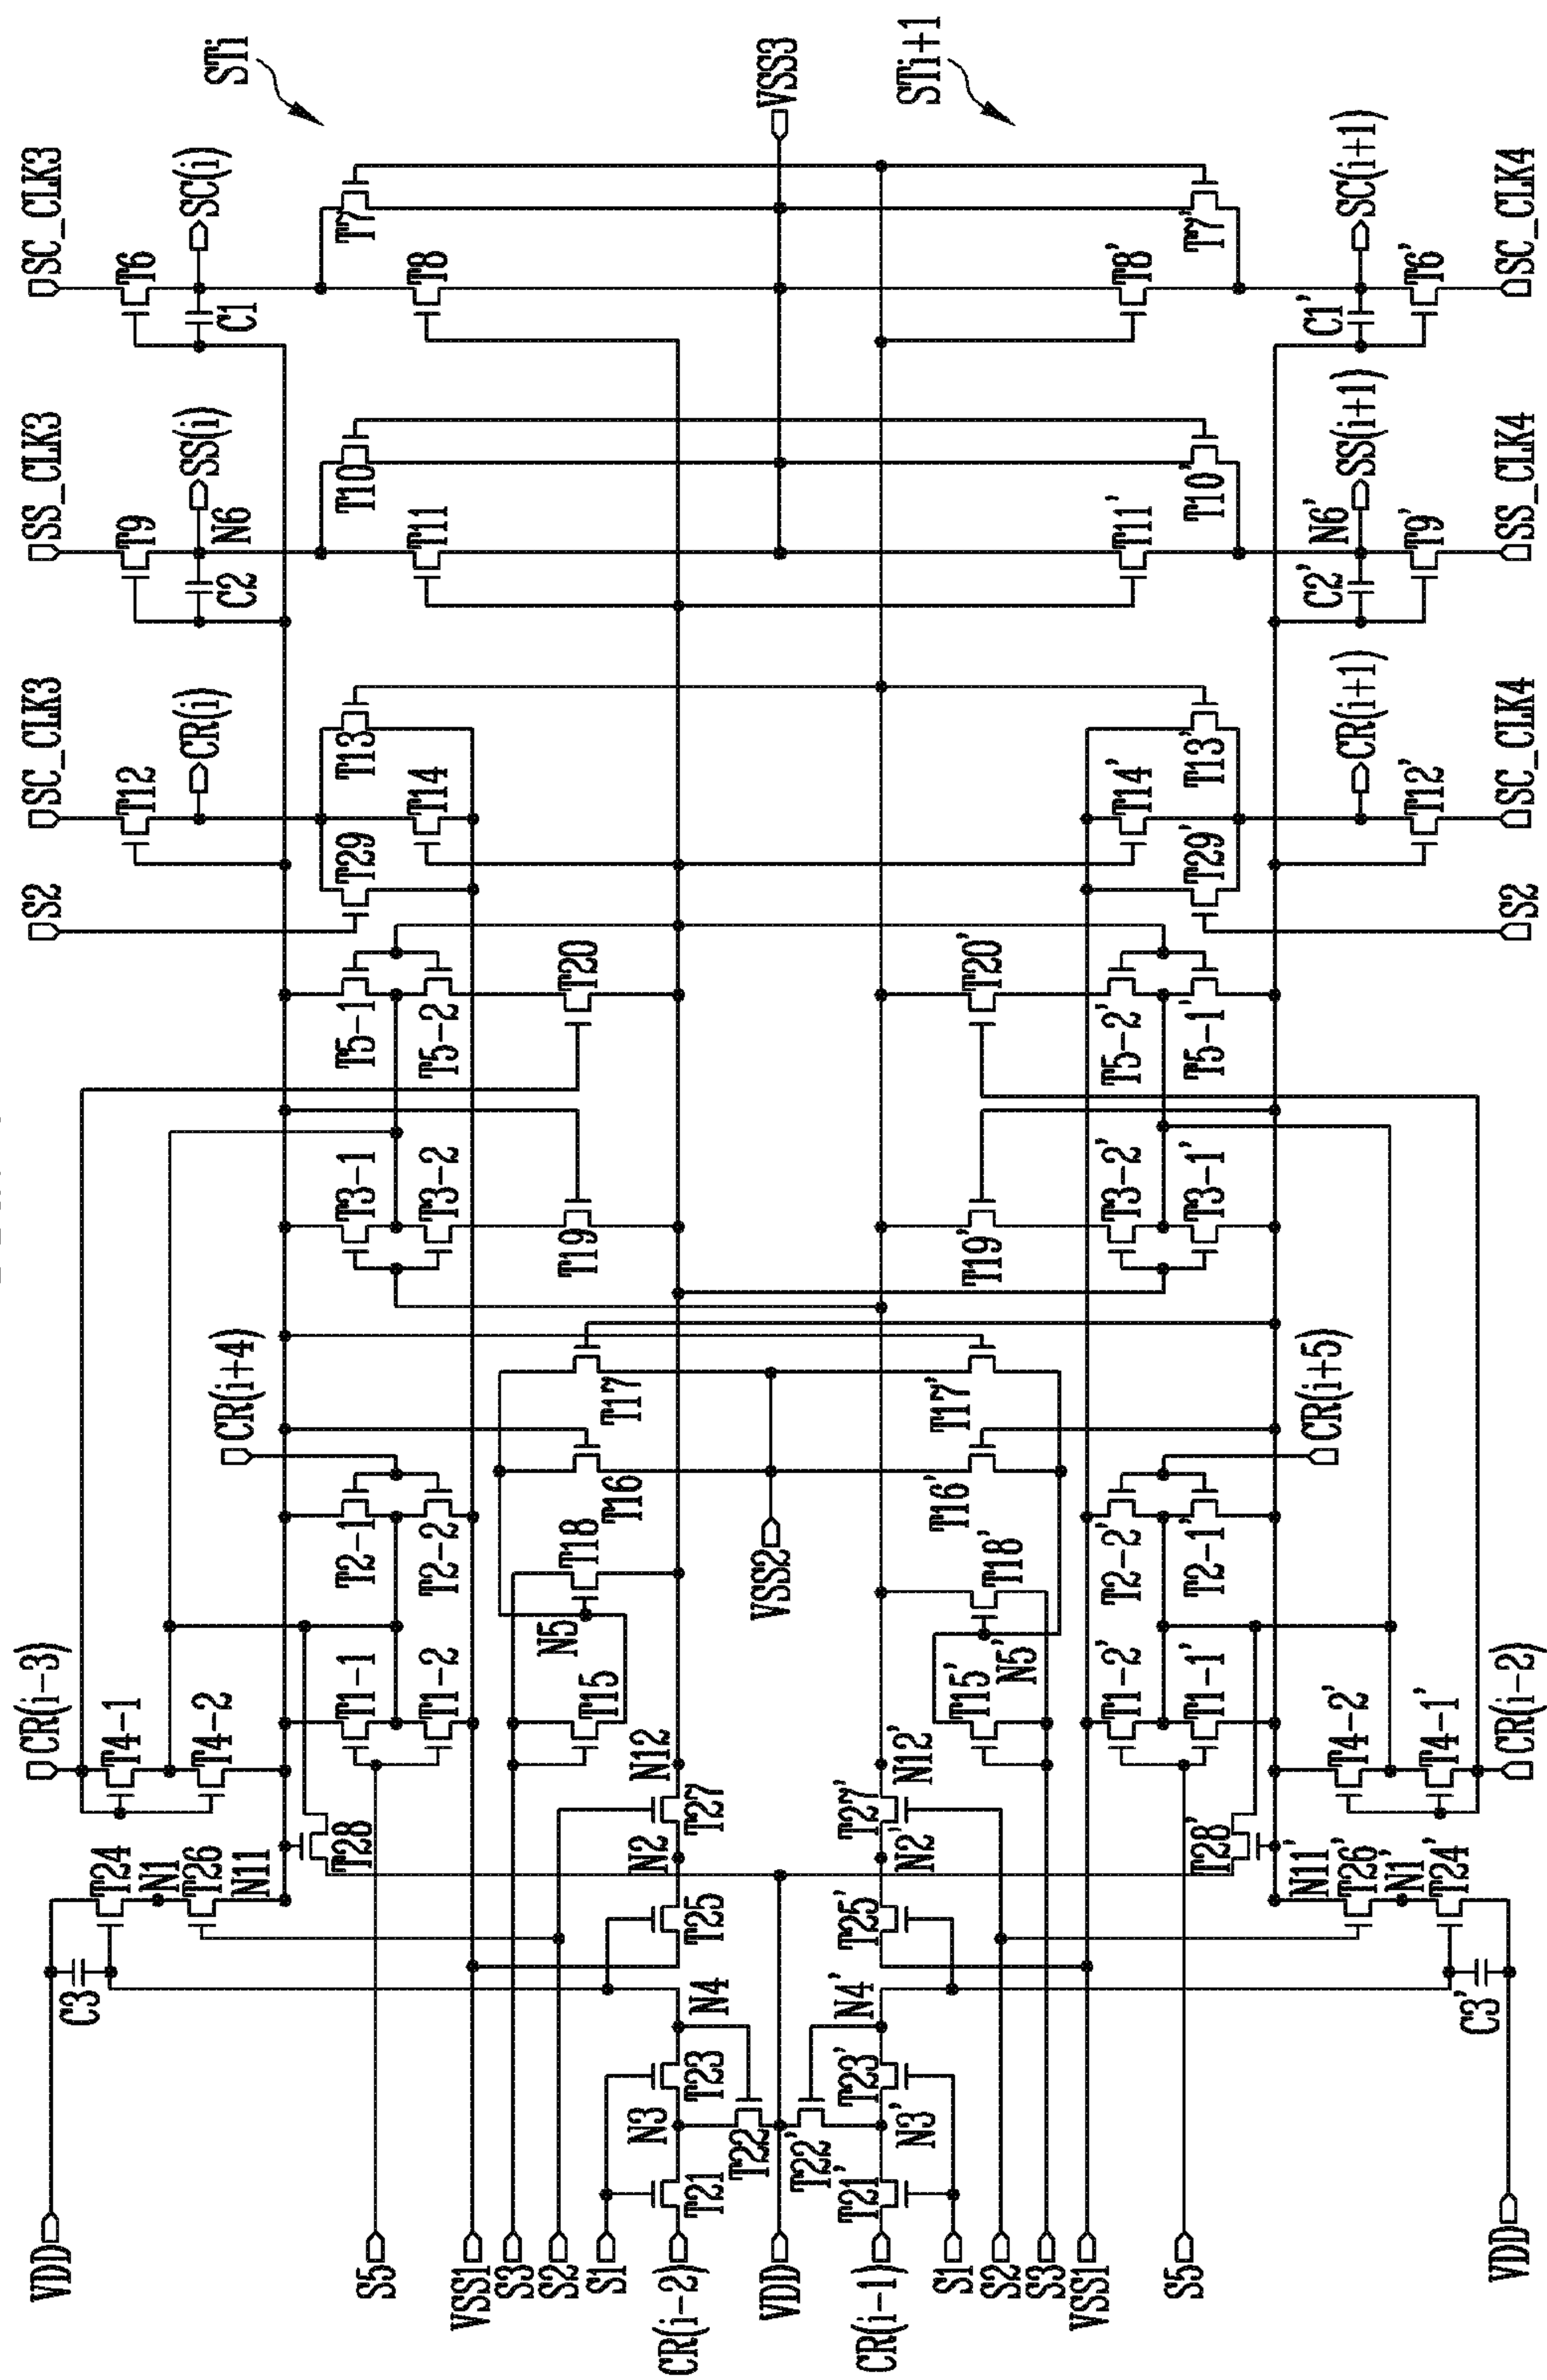 STi
STi+1
SC_CLK3
SS_CLK3
SC_CLK3
S2
SC(i)
SS(i)
CR(i)
T6
C1
T9
N6
C2
T12
T7
T8
T10
T11
T13
T14
T29
VSS3
T7'
T8'
T10'
T11'
T13'
T14'
T29'
SC(i+1)
C1'
T6'
SS(i+1)
N6'
C2'
T9'
CR(i+1)
T12'
SC_CLK4
SS_CLK4
SC_CLK4
S2
T5-1
T5-2
T20
T20'
T5-2'
T5-1'
T3-1
T3-2
T19
T19'
T3-2'
T3-1'
CR(i+4)
T17
T17'
CR(i+5)
T2-1
T2-2
T16
T16'
T2-2'
T2-1'
T18
N5
VSS2
T18'
N5'
CR(i-3)
T4-1
T4-2
T1-1
T1-2
T15
N12
T15'
N12'
T1-2'
T1-1'
T4-2'
T4-1'
CR(i-2)
T24
N1
T26
N11
T28
T27
N2
T25
T27'
N2'
T25'
T28'
N11'
T26'
N1'
T24'
C3
N4
T23
N3
T22
T21
N4'
T23'
N3'
T22'
T21'
C3'
VDD
S5
VSS1
S3
S2
S1
CR(i-2)
VDD
CR(i-1)
S1
S2
S3
VSS1
S5
VDD